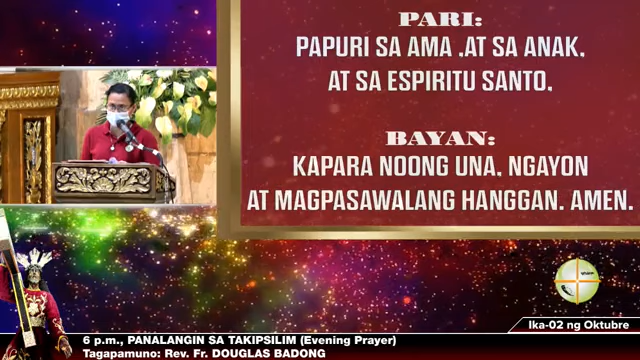 PARI:
PAPURI SA AMA ,AT SA ANAK,
AT SA ESPIRITU SANTO,
BAYAN:
KAPARA NOONG UNA, NGAYON
AT MAGPASAWALANG HANGGAN. AMEN.
Ika-02 ng Oktubre
6 p.m., PANALANGIN SA TAKIPSILIM (Evening Prayer)
Tagapamuno: Rev. Fr. DOUGLAS BADONG